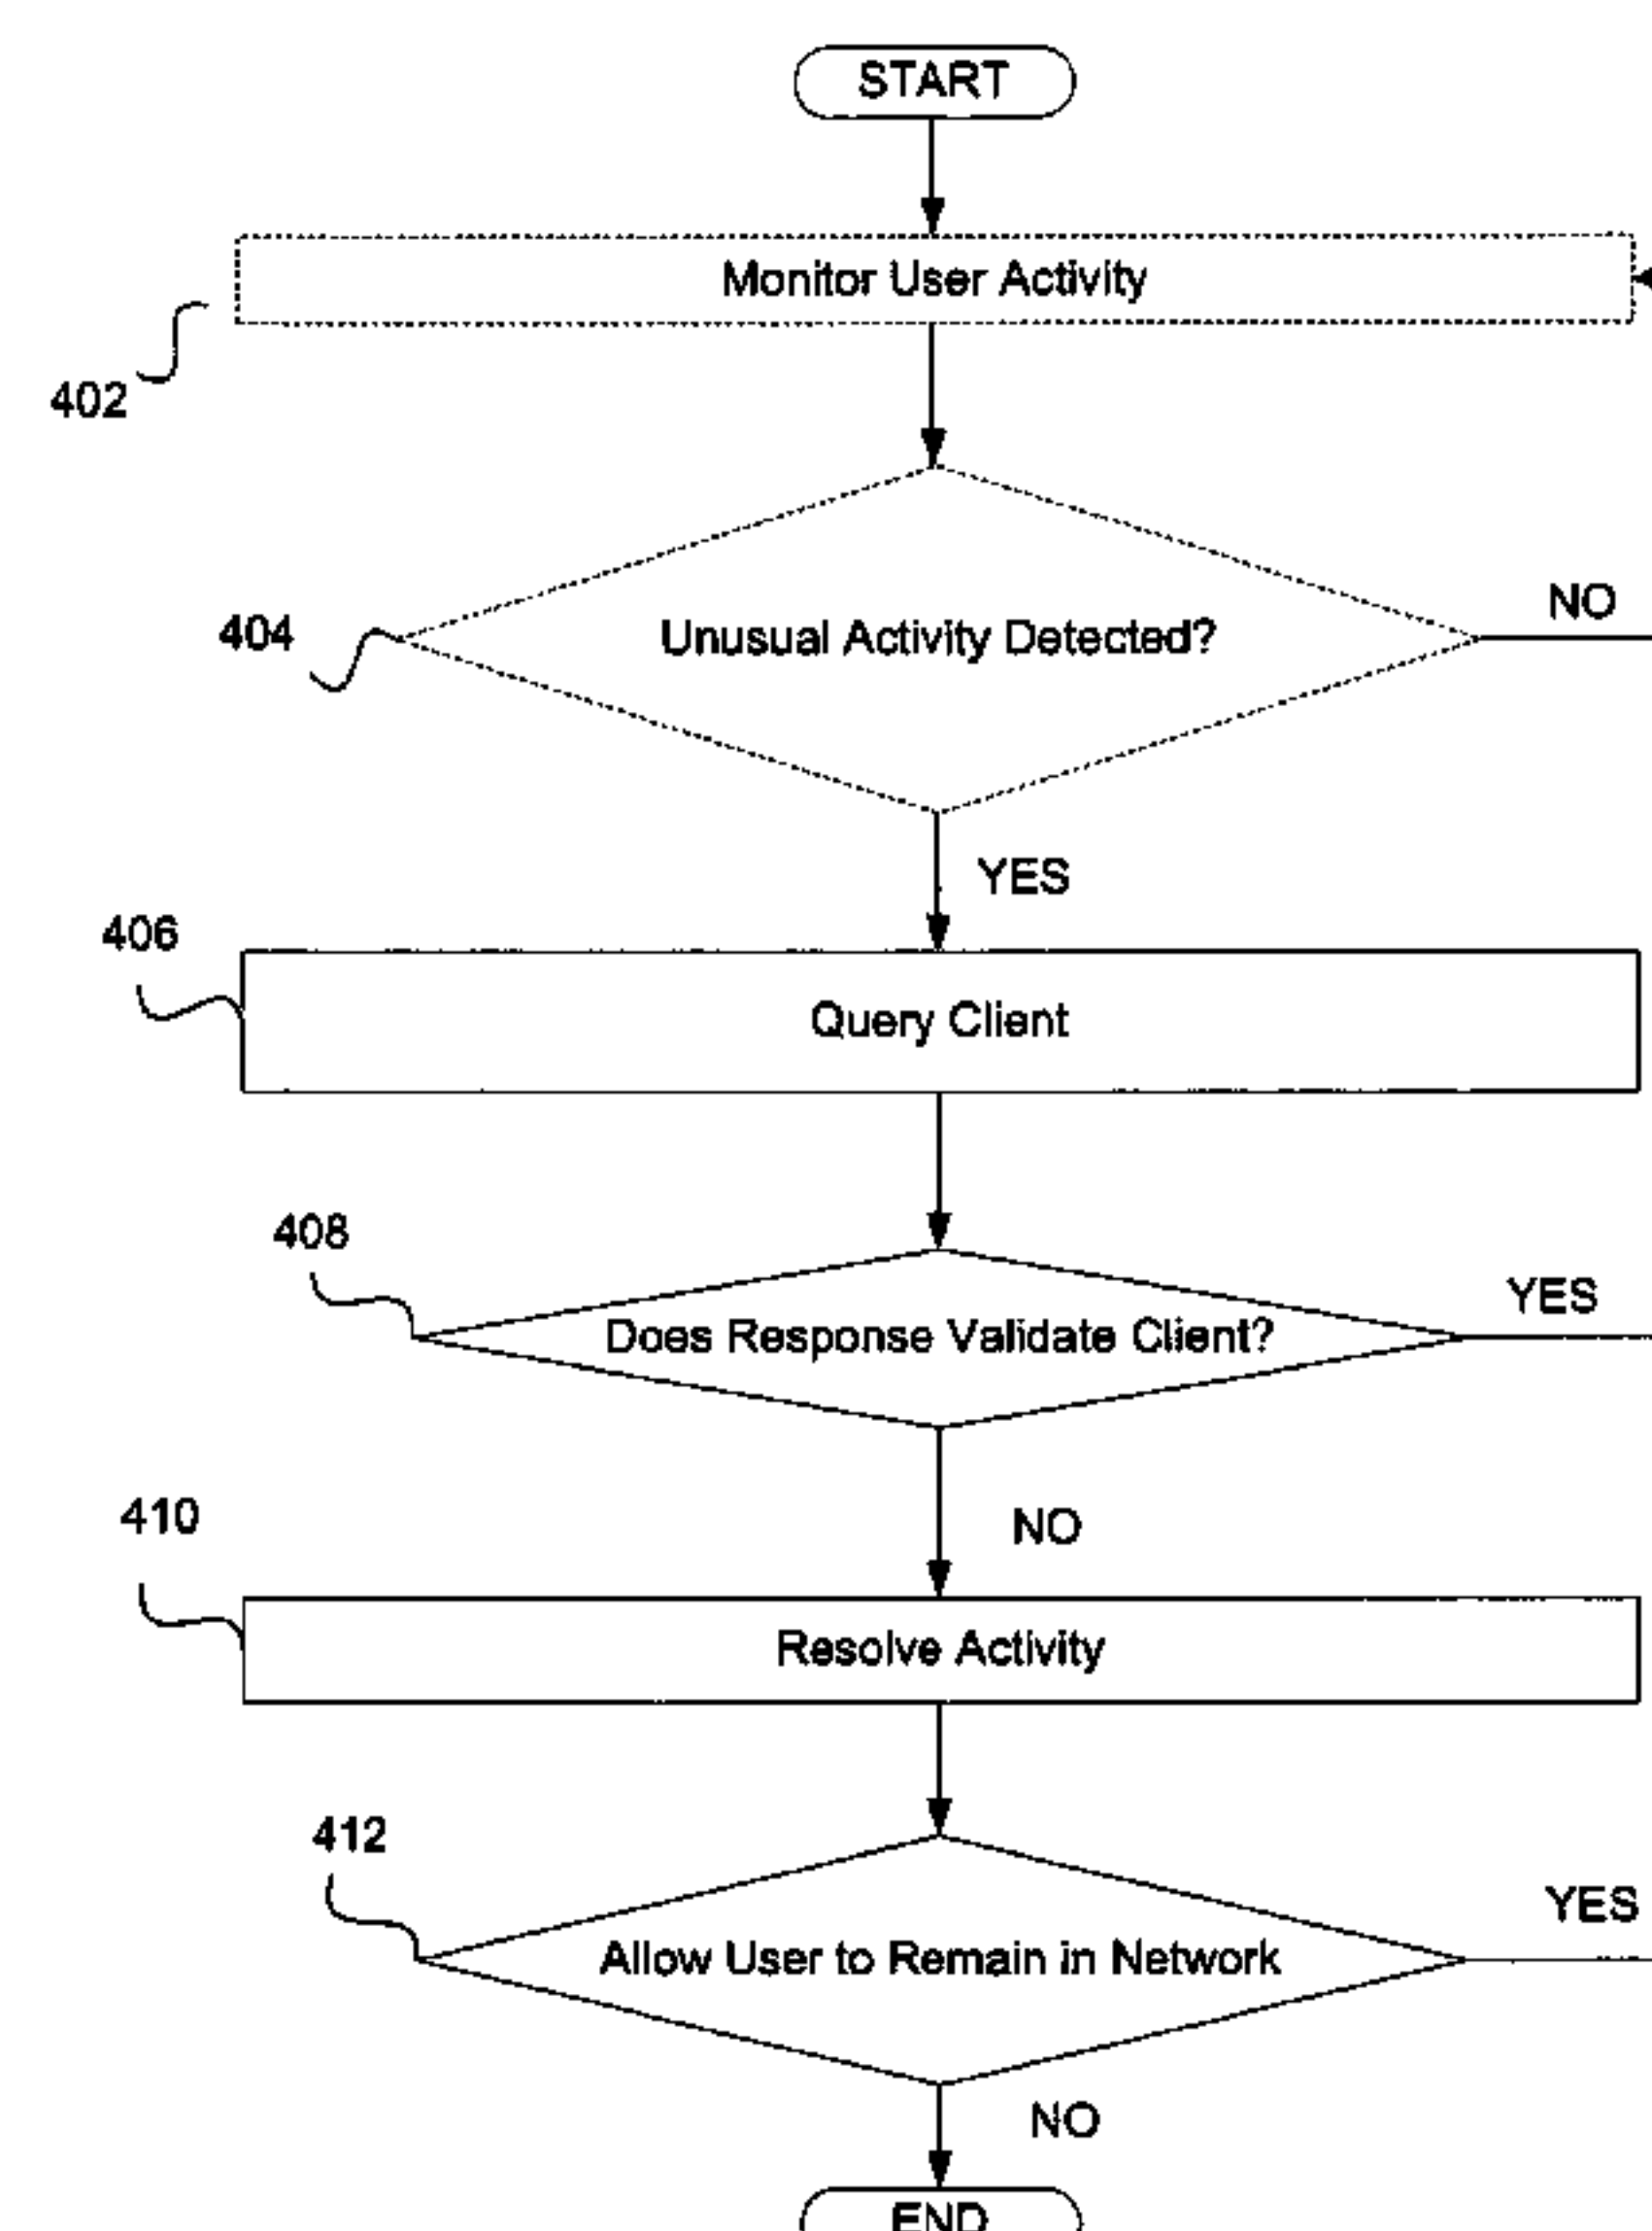 START
Monitor User Activity
402
404
Unusual Activity Detected?
NO
YES
406
Query Client
408
Does Response Validate Client?
YES
NO
410
Resolve Activity
412
Allow User to Remain in Network
YES
NO
END